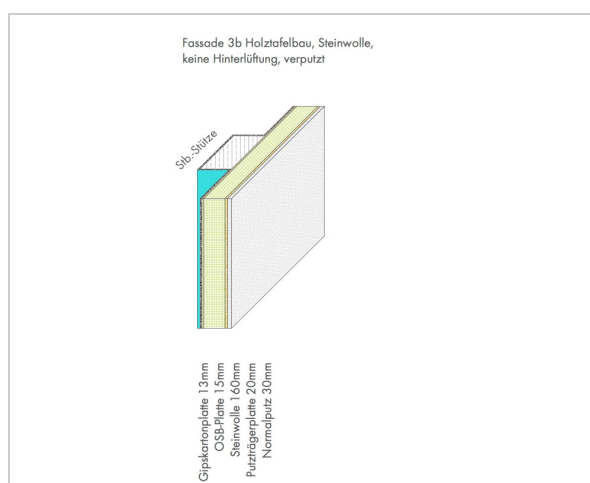 Fassade 3b Holztafelbau, Steinwolle,
keine Hinterlüftung, verputzt
Stb.-Stütze
Gipskartonplatte 13mm
OSB-Platte 15mm
Steinwolle 160mm
Putzträgerplatte 20mm
Normalputz 30mm